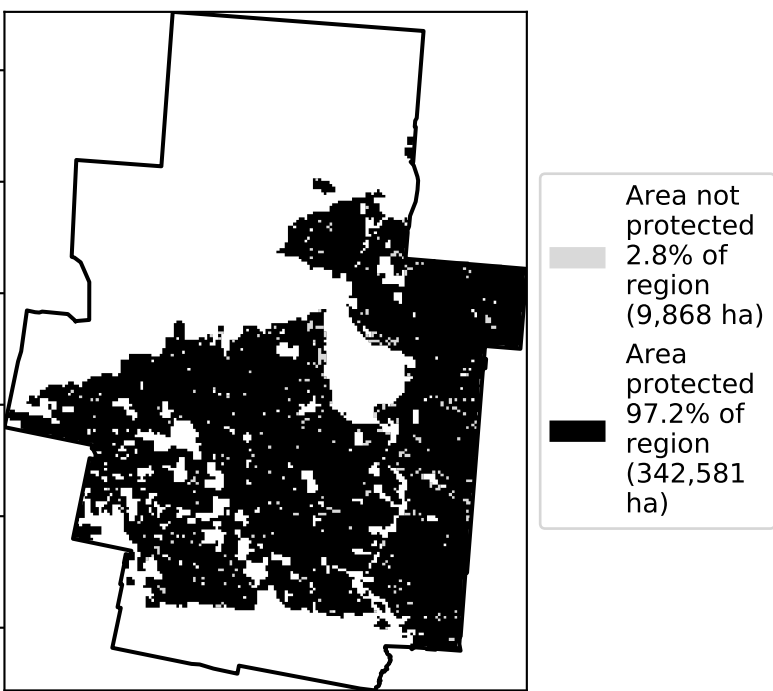 Area not
protected
2.8% of
region
(9,868 ha)
Area
protected
97.2% of
region
(342,581
ha)